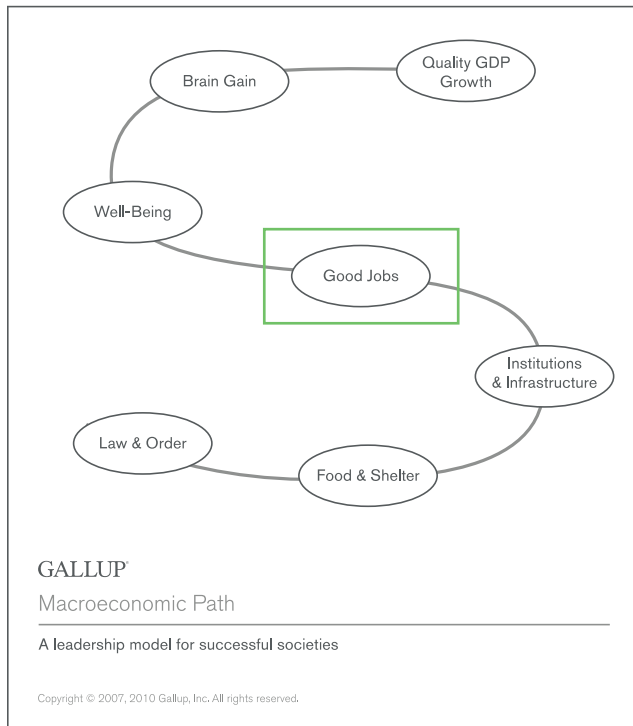 Quality GDP
Growth
Brain Gain
Well-Being
Good Jobs
Institutions
& Infrastructure
Law & Order
Food & Shelter
GALLUP®
Macroeconomic Path
A leadership model for successful societies
Copyright © 2007, 2010 Gallup, Inc. All rights reserved.